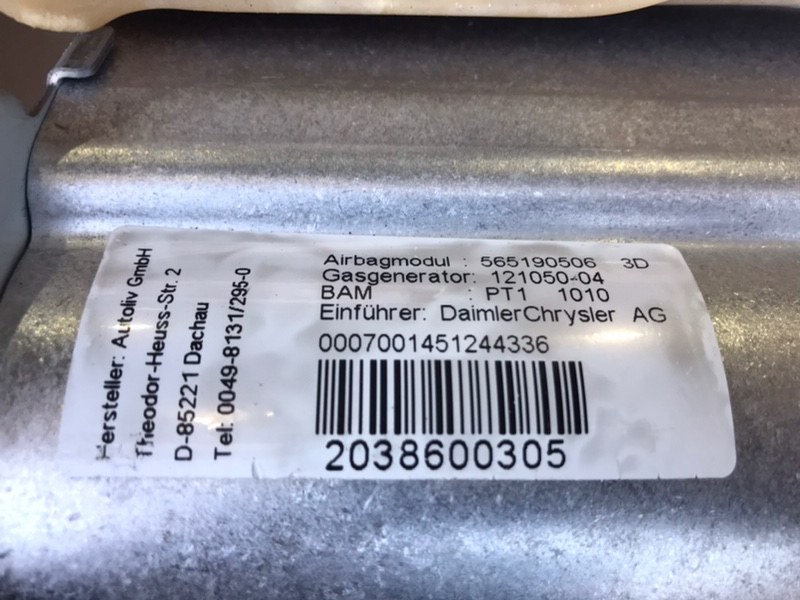 Hersteller: Autoliv GmbH
Theodor-Heuss-Str. 2
D-85221 Dachau
Tel: 0049-8131/295-0
Airbagmodul : 565190506 3D
Gasgenerator: 121050-04
BAM : PT1 1010
Einführer: DaimlerChrysler AG
0007001451244336
2038600305